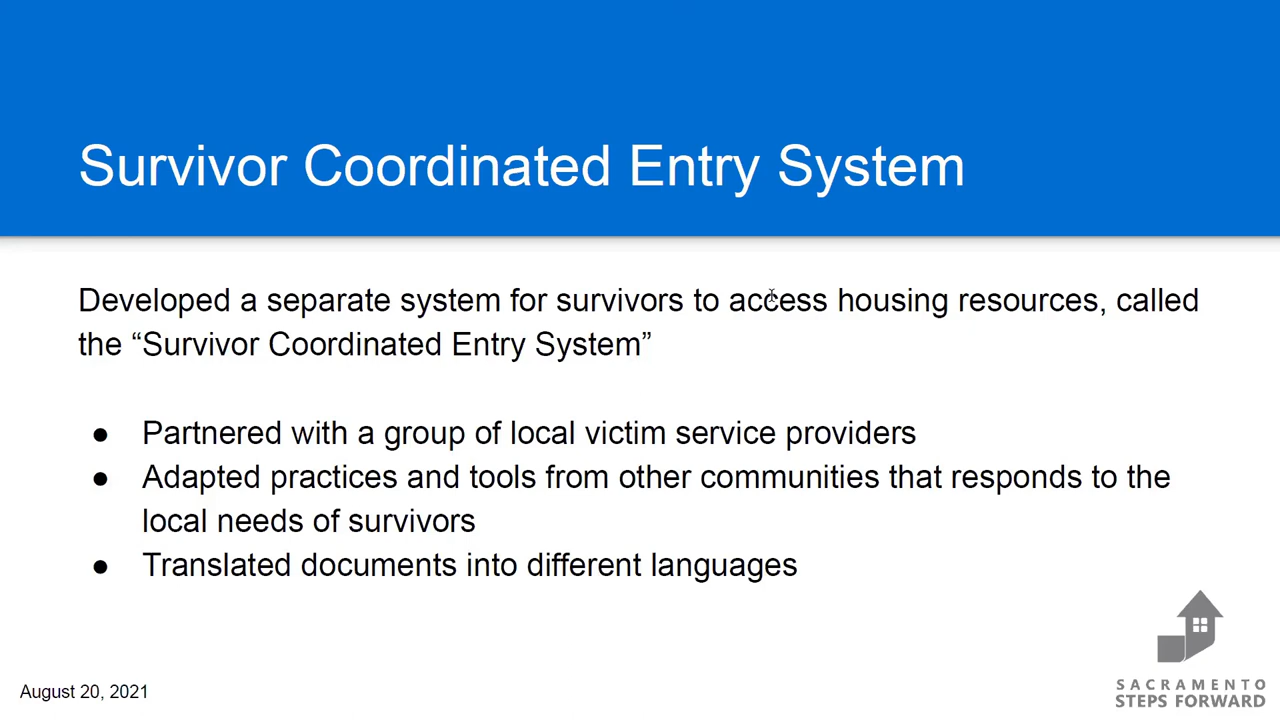 Survivor Coordinated Entry System
Developed a separate system for survivors to access housing resources, called
the “Survivor Coordinated Entry System”
● Partnered with a group of local victim service providers
● Adapted practices and tools from other communities that responds to the
local needs of survivors
● Translated documents into different languages
August 20, 2021
SACRAMENTO
STEPS FORWARD